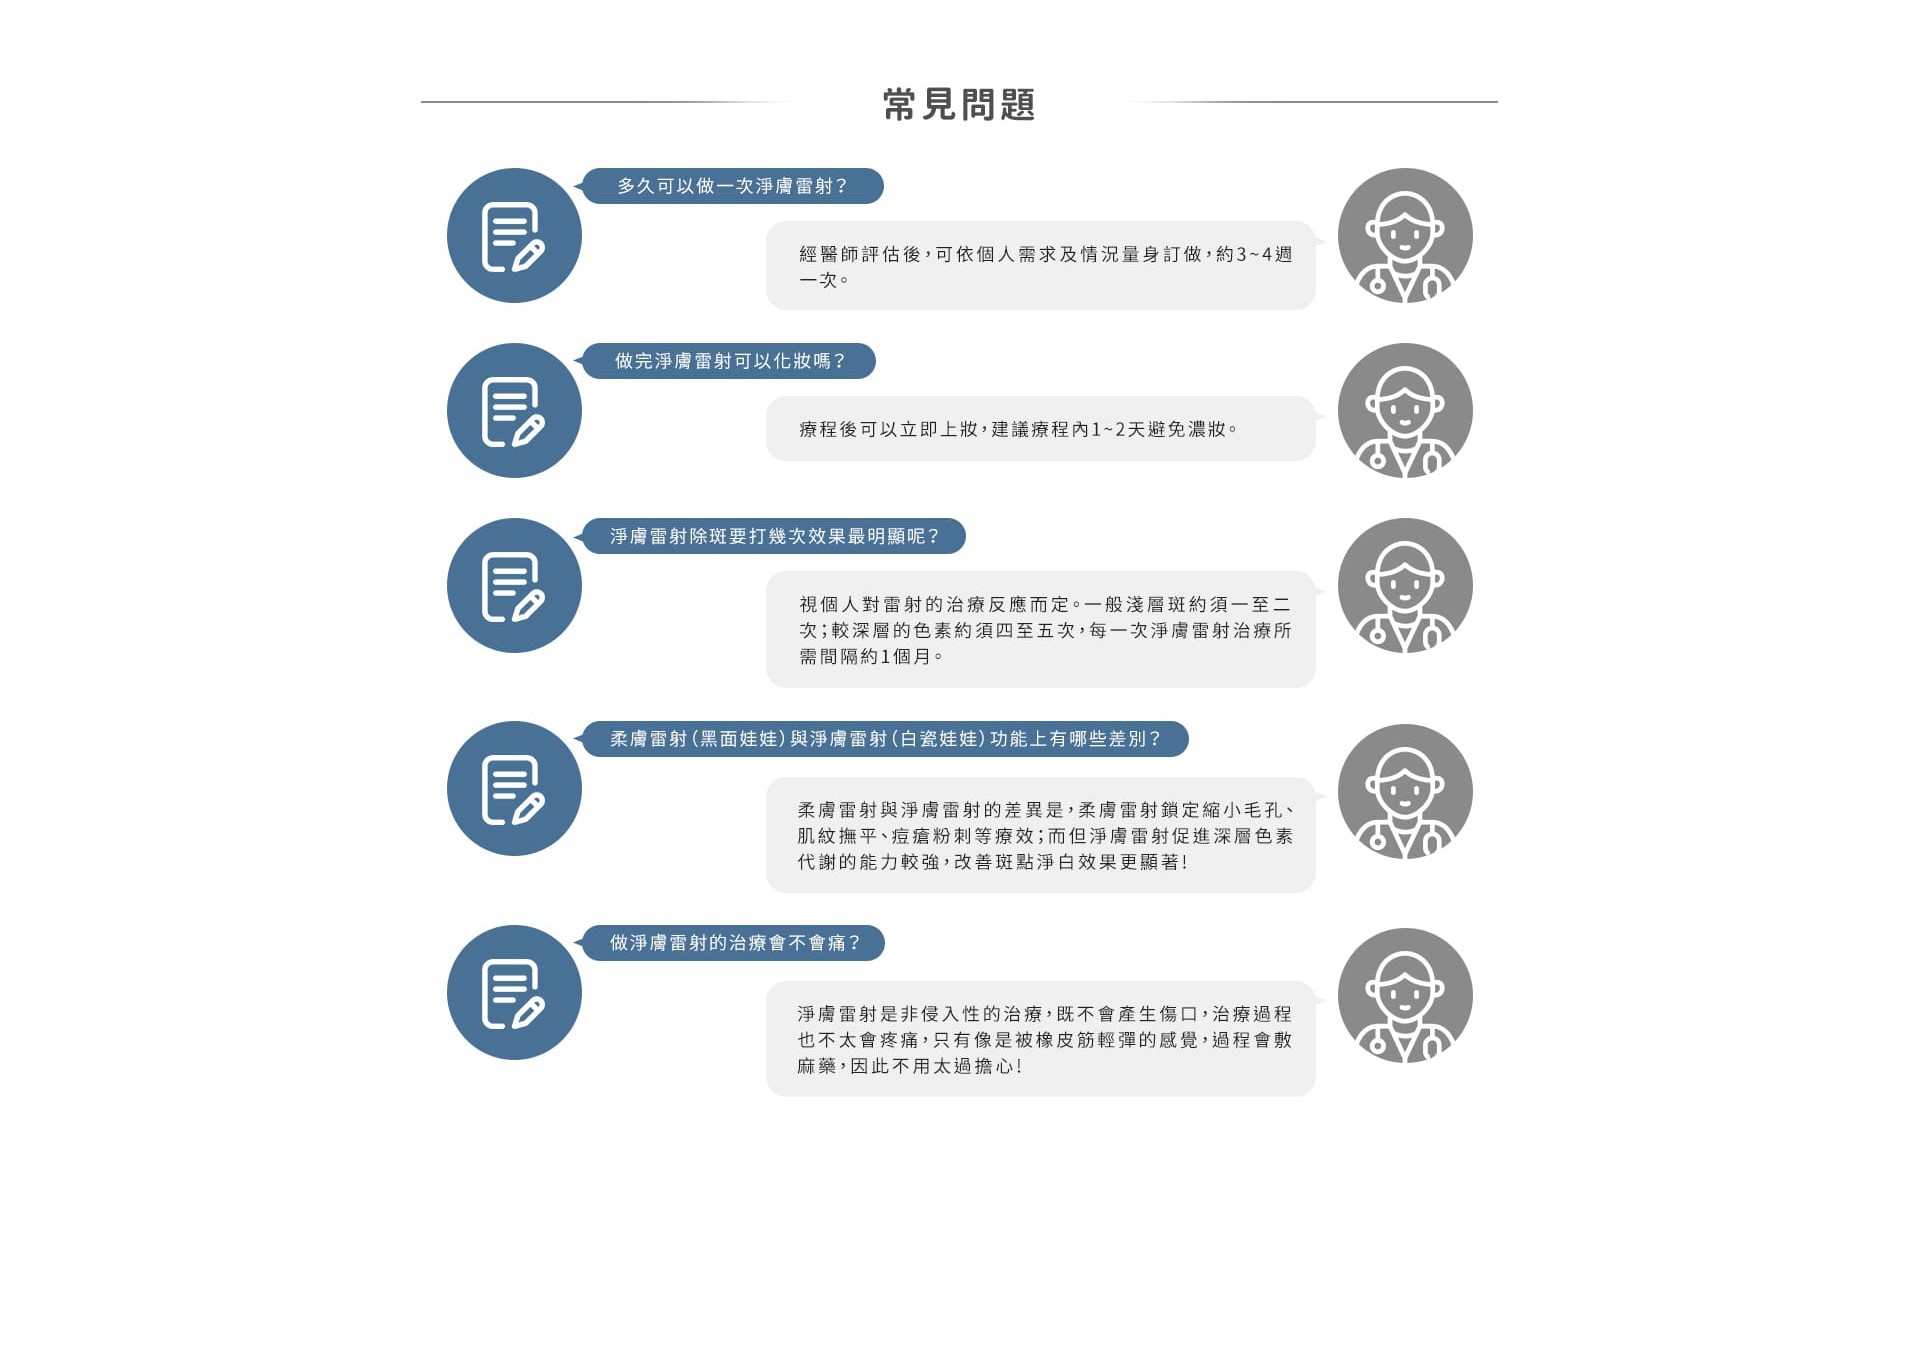 常見問題
多久可以做一次淨膚雷射？
經醫師評估後，可依個人需求及情況量身訂做，約3~4週
一次。
做完淨膚雷射可以化妝嗎？
療程後可以立即上妝，建議療程內1~2天避免濃妝。
淨膚雷射除斑要打幾次效果最明顯呢？
視個人對雷射的治療反應而定。一般淺層斑約須一至二
次；較深層的色素約須四至五次，每一次淨膚雷射治療所
需間隔約1個月。
柔膚雷射（黑面娃娃）與淨膚雷射（白瓷娃娃）功能上有哪些差別？
柔膚雷射與淨膚雷射的差異是，柔膚雷射鎖定縮小毛孔、
肌紋撫平、痘瘡粉刺等療效；而但淨膚雷射促進深層色素
代謝的能力較強，改善斑點淨白效果更顯著！
做淨膚雷射的治療會不會痛？
淨膚雷射是非侵入性的治療，既不會產生傷口，治療過程
也不太會疼痛，只有像是被橡皮筋輕彈的感覺，過程會敷
麻藥，因此不用太過擔心！